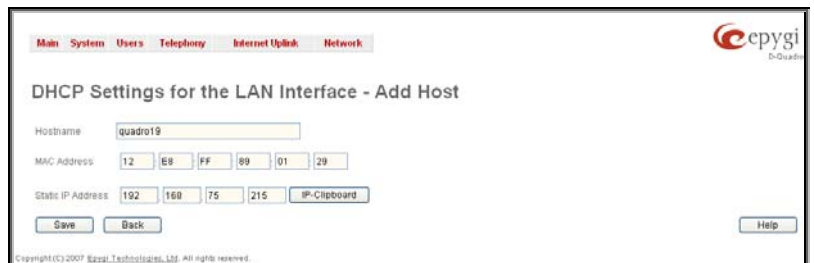 Main System Users Telephony Internet Uplink Network
epygi
D-Quadro
DHCP Settings for the LAN Interface - Add Host
Hostname quadro19
MAC Address 12 : E8 : FF : 89 : 01 : 29
Static IP Address 192 . 168 . 75 . 215 IP-Clipboard
Save Back Help
Copyright (C) 2007 Epygi Technologies, Ltd. All rights reserved.